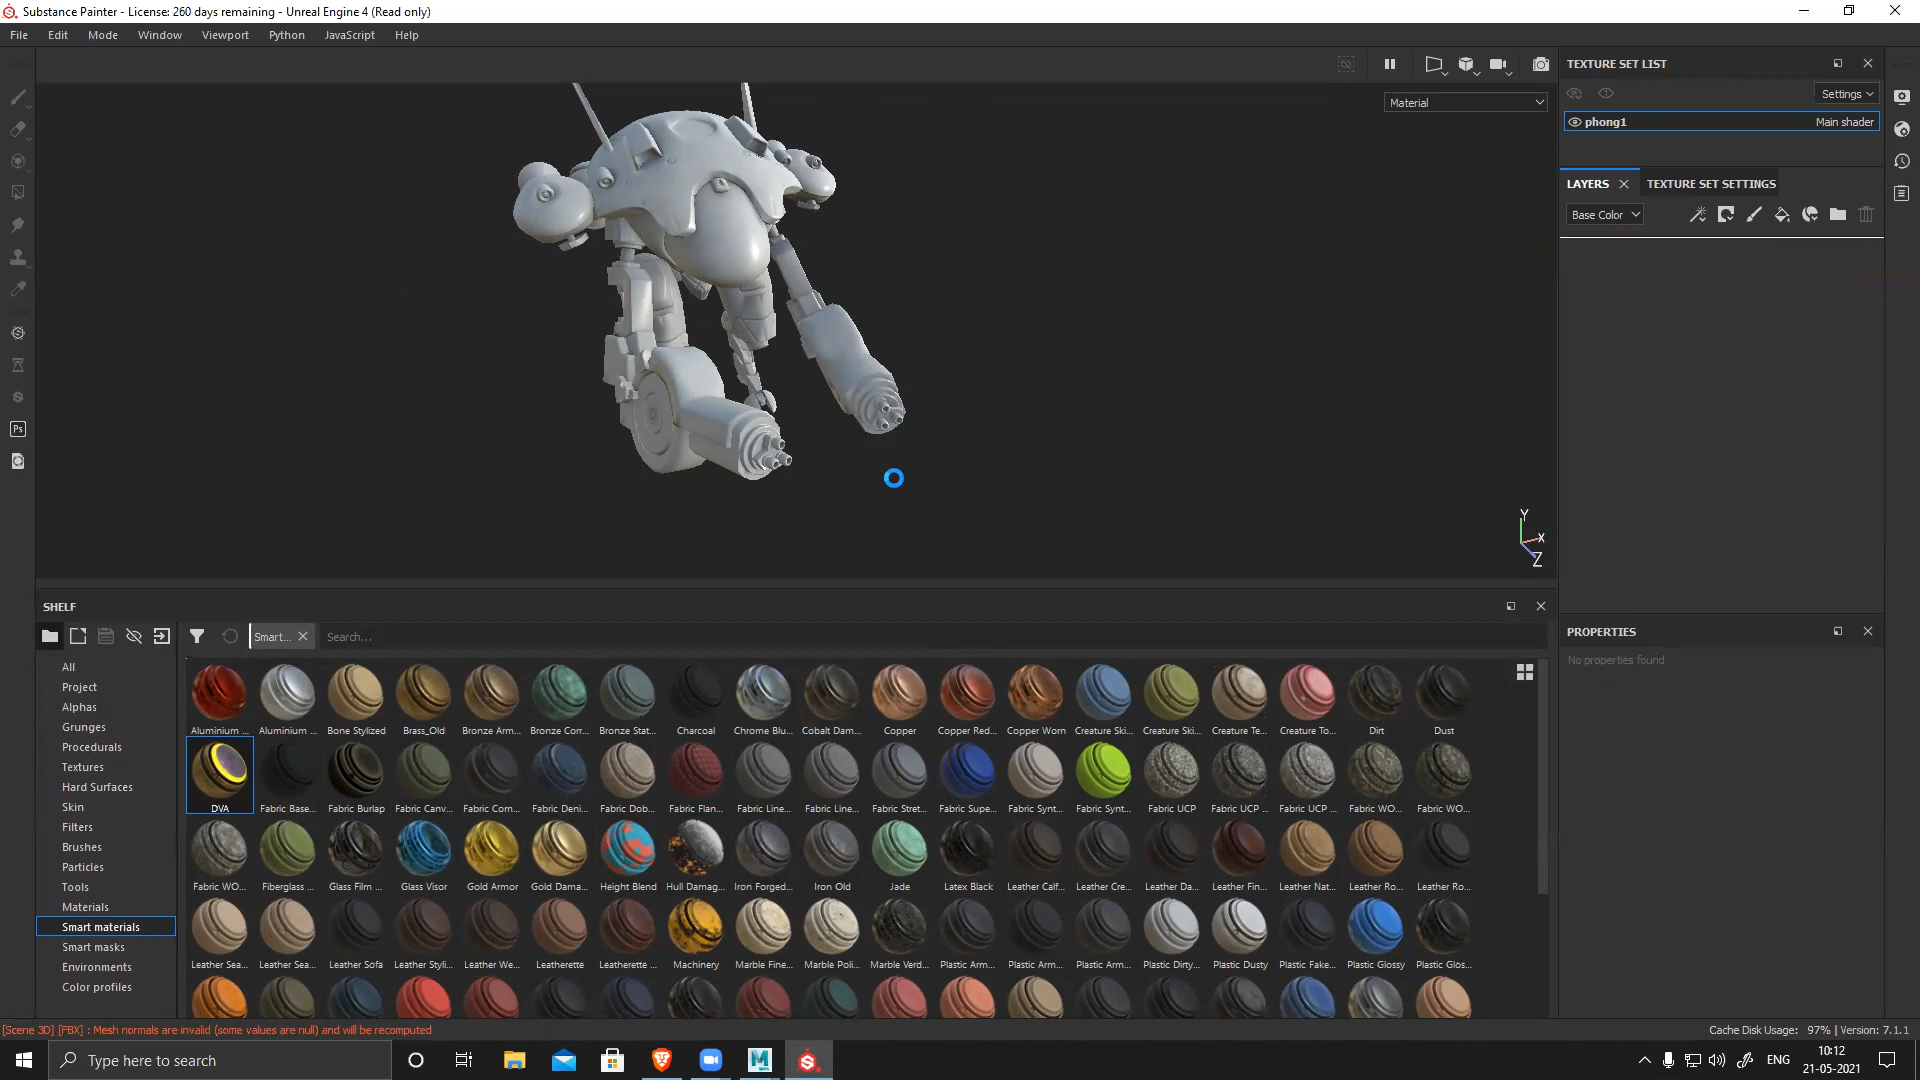 Substance Painter - License: 260 days remaining - Unreal Engine 4 (Read only)
File Edit Mode Window Viewport Python JavaScript Help
Material
Y
X
Z
TEXTURE SET LIST
Settings
phong1 Main shader
LAYERS TEXTURE SET SETTINGS
Base Color
PROPERTIES
No properties found
Ps
SHELF
Smart... Search...
All
Project
Alphas
Grunges
Procedurals
Textures
Hard Surfaces
Skin
Filters
Brushes
Particles
Tools
Materials
Smart materials
Smart masks
Environments
Color profiles
Aluminium ... Aluminium ... Bone Stylized Brass_Old Bronze Arm... Bronze Corr... Bronze Stat... Charcoal Chrome Blu... Cobalt Dam... Copper Copper Red... Copper Worn Creature Ski... Creature Ski... Creature Te... Creature To... Dirt Dust
DVA Fabric Base... Fabric Burlap Fabric Canv... Fabric Com... Fabric Deni... Fabric Dob... Fabric Flan... Fabric Line... Fabric Line... Fabric Stret... Fabric Supe... Fabric Synt... Fabric Synt... Fabric UCP Fabric UCP ... Fabric UCP ... Fabric WO... Fabric WO...
Fabric WO... Fiberglass ... Glass Film ... Glass Visor Gold Armor Gold Dama... Height Blend Hull Damag... Iron Forged... Iron Old Jade Latex Black Leather Calf... Leather Cre... Leather Da... Leather Fin... Leather Nat... Leather Ro... Leather Ro...
Leather Sea... Leather Sea... Leather Sofa Leather Styli... Leather We... Leatherette Leatherette ... Machinery Marble Fine... Marble Poli... Marble Verd... Plastic Arm... Plastic Arm... Plastic Arm... Plastic Dirty... Plastic Dusty Plastic Fake... Plastic Glossy Plastic Glos...
[Scene 3D] [FBX] : Mesh normals are invalid (some values are null) and will be recomputed
Cache Disk Usage: 97% | Version: 7.1.1
Type here to search
ENG
10:12
21-05-2021